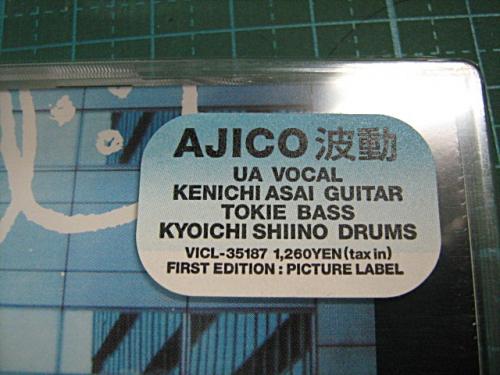 AJICO 波動
UA VOCAL
KENICHI ASAI GUITAR
TOKIE BASS
KYOICHI SHIINO DRUMS
VICL-35187 1,260YEN (tax in)
FIRST EDITION : PICTURE LABEL